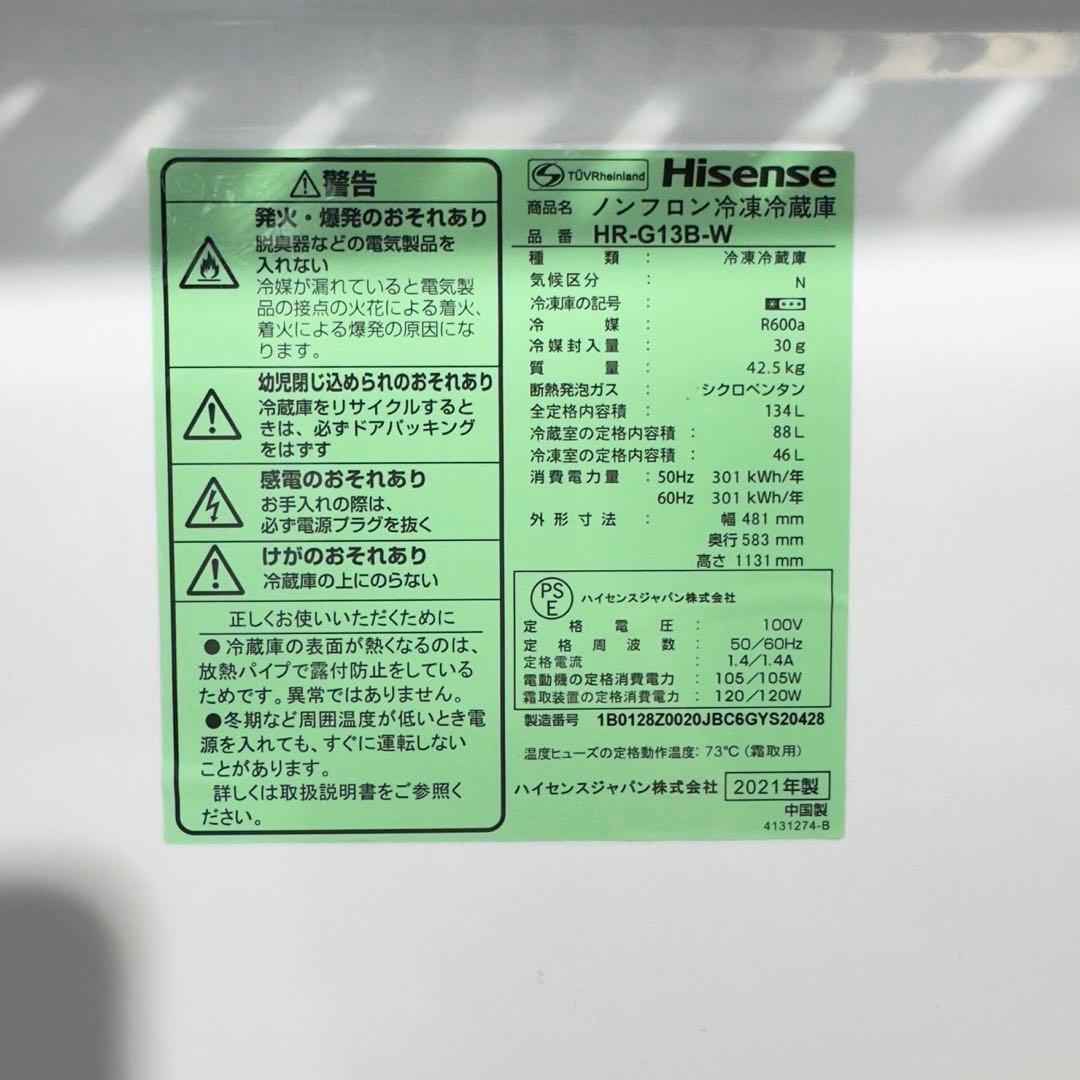 ⚠警告
発火・爆発のおそれあり
脱臭器などの電気製品を
入れない
冷媒が漏れていると電気製
品の接点の火花による着火、
着火による爆発の原因にな
ります。
幼児閉じ込められのおそれあり
冷蔵庫をリサイクルすると
きは、必ずドアパッキング
をはずす
感電のおそれあり
お手入れの際は、
必ず電源プラグを抜く
けがのおそれあり
冷蔵庫の上にのらない
正しくお使いいただくために
●冷蔵庫の表面が熱くなるのは、
放熱パイプで露付防止をしている
ためです。異常ではありません。
●冬期など周囲温度が低いとき電
源を入れても、すぐに運転しない
ことがあります。
詳しくは取扱説明書をご参照く
ださい。
TÜVRheinland Hisense
商品名 ノンフロン冷凍冷蔵庫
品番 HR-G13B-W
種類 : 冷凍冷蔵庫
気候区分 : N
冷凍庫の記号 : ****
冷媒 : R600a
冷媒封入量 : 30g
質量 : 42.5kg
断熱発泡ガス : シクロペンタン
全定格内容積 : 134L
冷蔵室の定格内容積 : 88L
冷凍室の定格内容積 : 46L
消費電力量 : 50Hz 301 kWh/年
60Hz 301 kWh/年
外形寸法 : 幅 481 mm
奥行 583 mm
高さ 1131 mm
PSE ハイセンスジャパン株式会社
定格電圧 : 100V
定格周波数 : 50/60Hz
定格電流 : 1.4/1.4A
電動機の定格消費電力 : 105/105W
霜取装置の定格消費電力 : 120/120W
製造番号 1B0128Z0020JBC6GYS20428
温度ヒューズの定格動作温度: 73℃(霜取用)
ハイセンスジャパン株式会社 2021年製
中国製
4131274-B